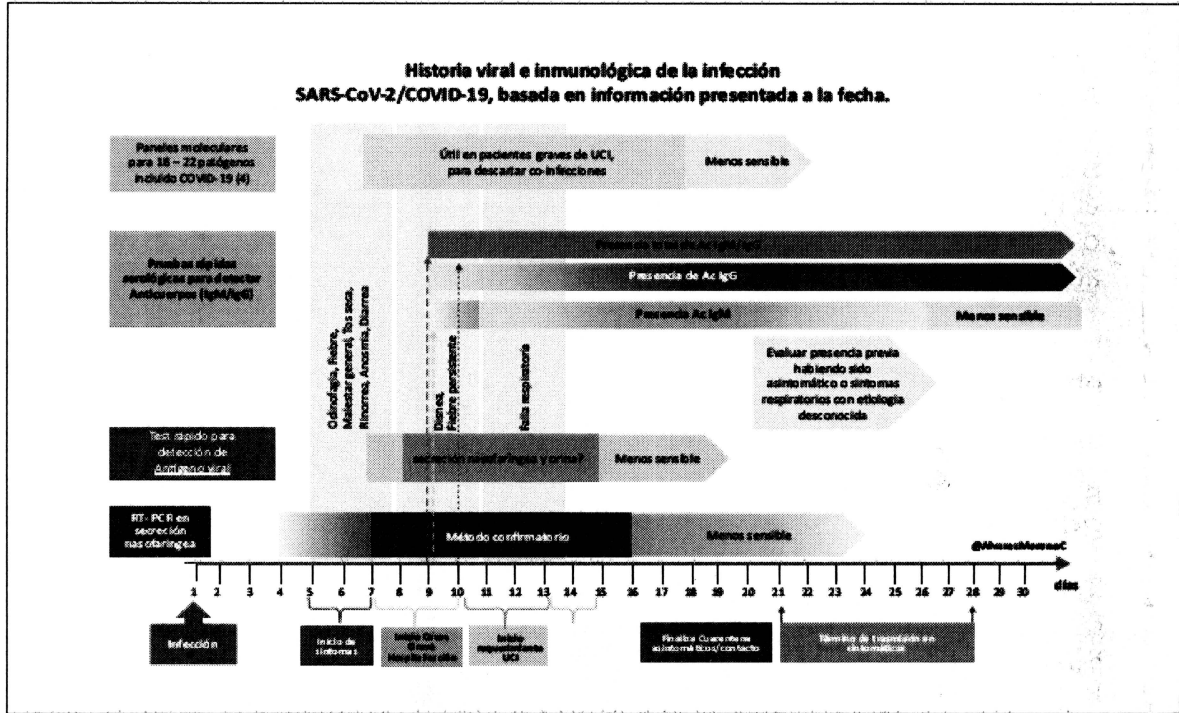 Historia viral e inmunológica de la infección
SARS-CoV-2/COVID-19, basada en información presentada a la fecha.
Paneles moleculares
para 18 – 22 patógenos
incluido COVID-19 (4)
Útil en pacientes graves de UCI,
para descartar co-infecciones
Menos sensible
Pruebas rápidas
serológicas para detectar
Anticuerpos (IgM/IgG)
Presencia de Ac IgG
Presencia Ac IgM
Menos sensible
Odinofagia, Fiebre,
Malestar general, Tos seca,
Rinorrea, Anosmia, Diarrea
Disnea,
Fiebre persistente
Falla respiratoria
Evaluar presencia previa
habiendo sido
asintomático o síntomas
respiratorios con etiología
desconocida
Test rápido para
detección de
Antígeno viral
secreción nasofaríngea y orina?
Menos sensible
RT- PCR en
secreción
nasofaríngea
Método confirmatorio
Menos sensible
@AlvarezMorenoC
1 2 3 4 5 6 7 8 9 10 11 12 13 14 15 16 17 18 19 20 21 22 23 24 25 26 27 28 29 30
días
Infección
Inicio de
síntomas
Inicio
requerimiento
UCI
Finaliza Cuarentena
asintomáticos/contacto
Término de trasmisión en
sintomáticos